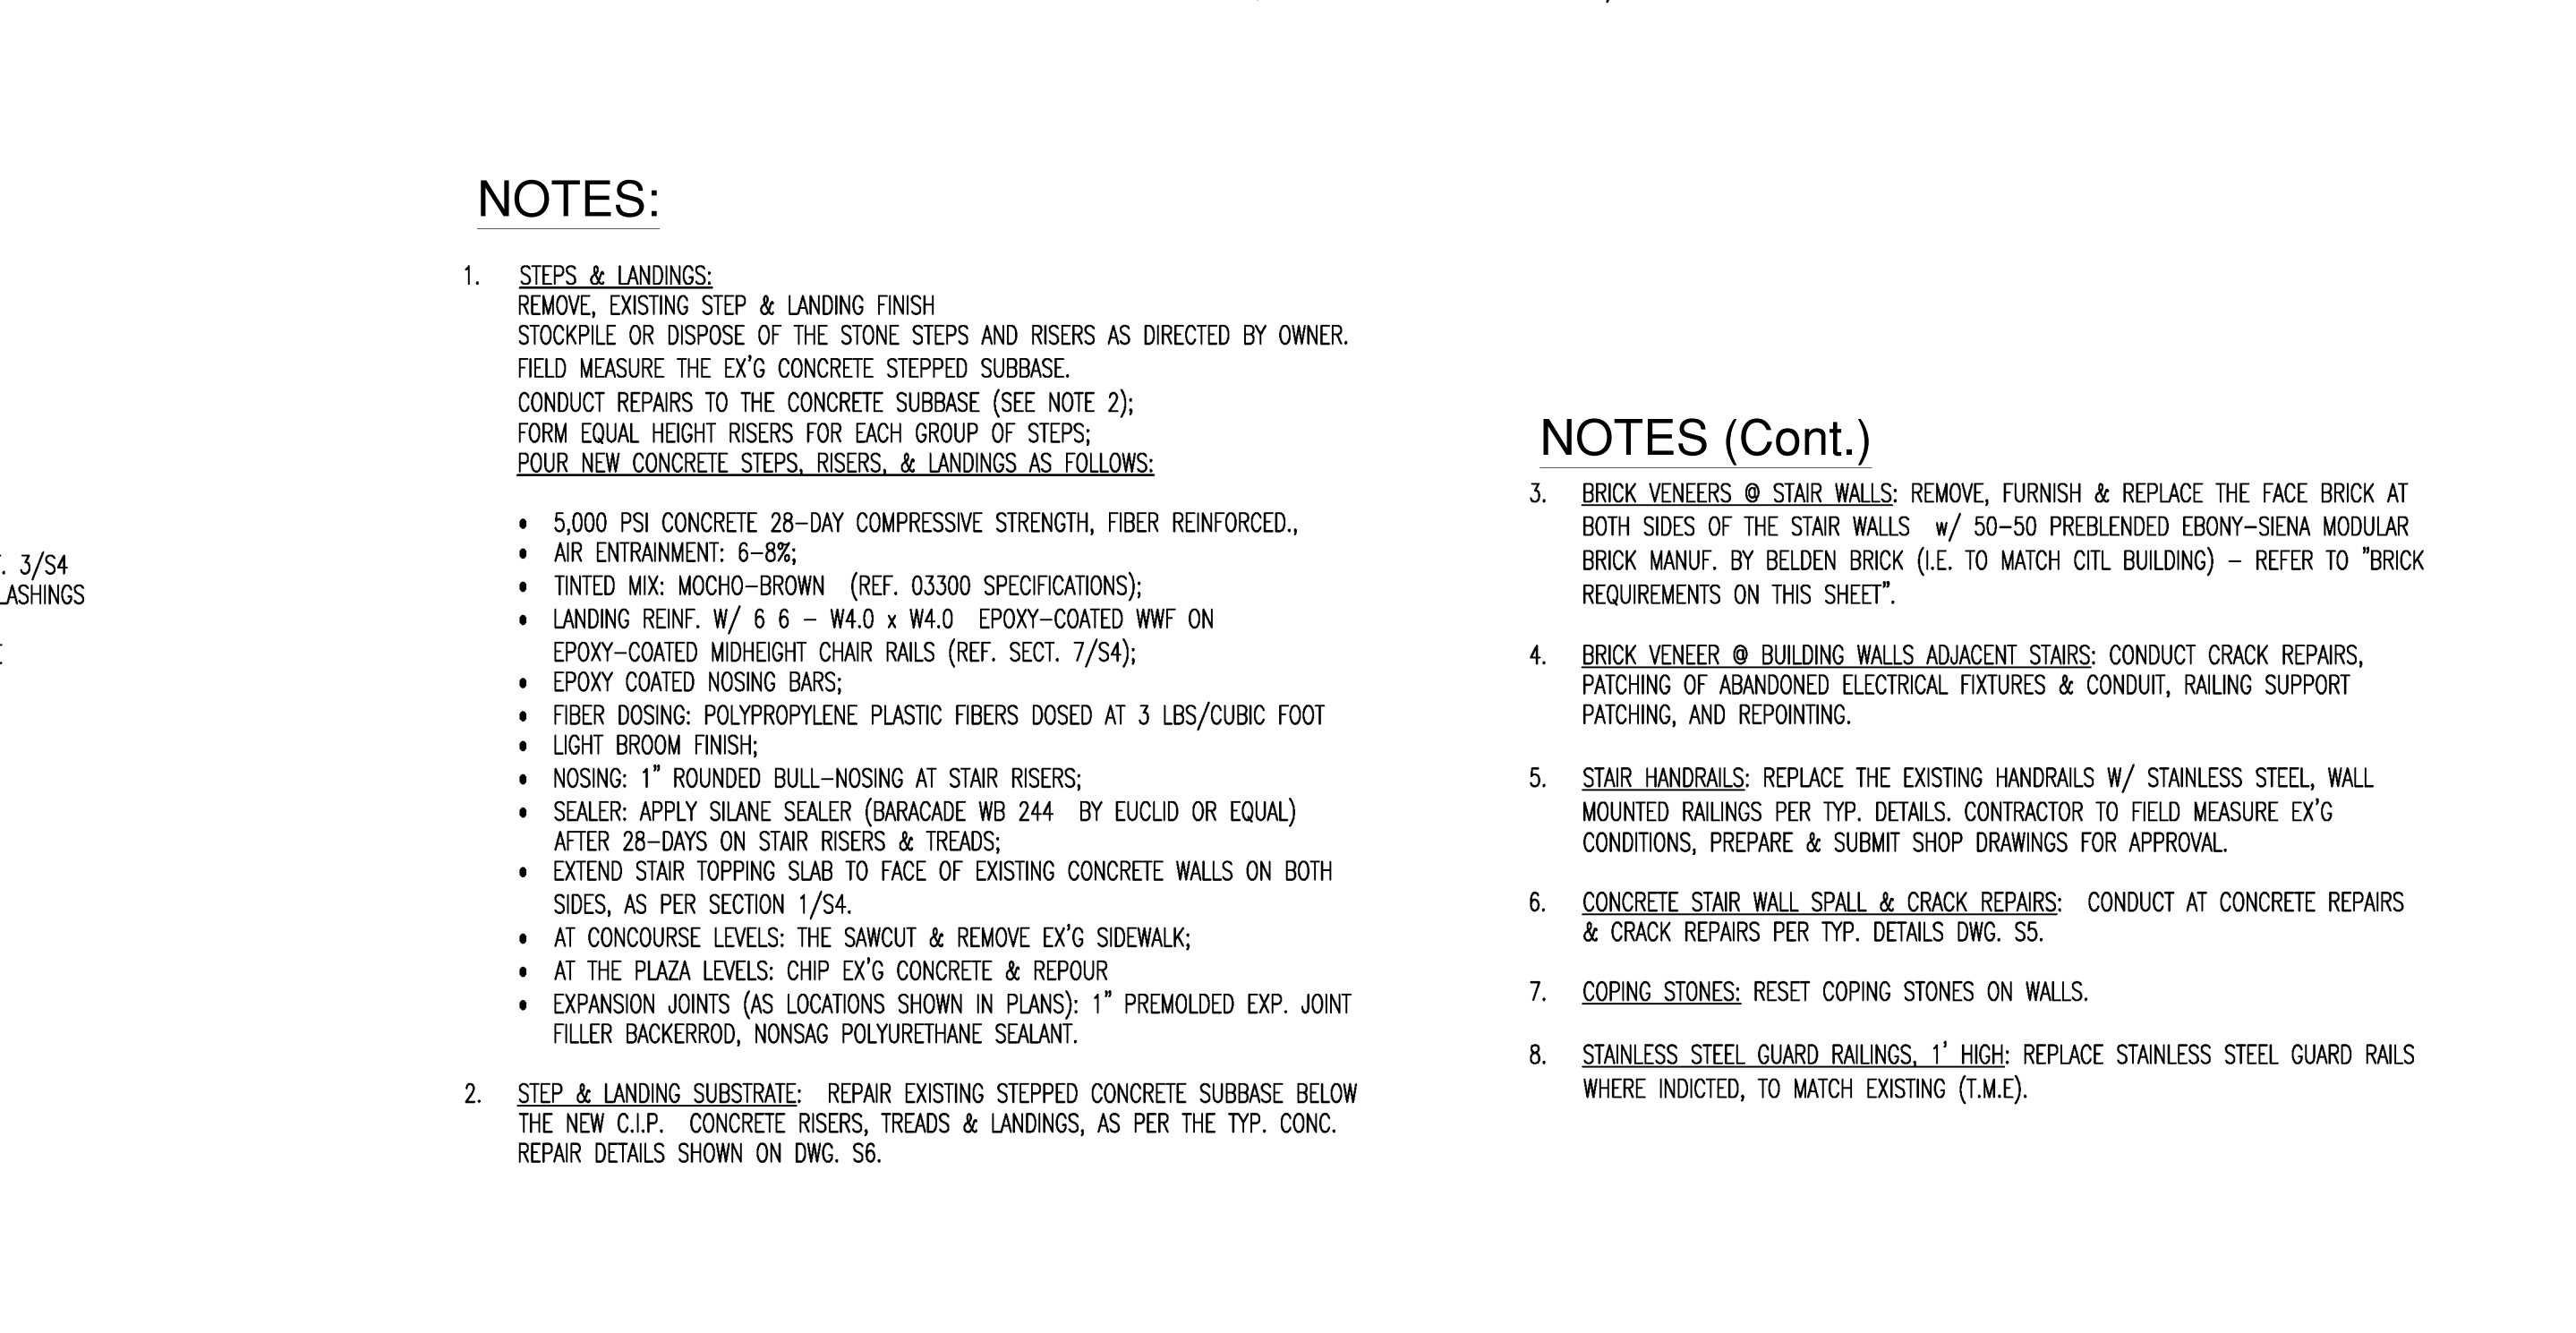 . 3/S4
LASHINGS
NOTES:
1. STEPS & LANDINGS:
REMOVE, EXISTING STEP & LANDING FINISH
STOCKPILE OR DISPOSE OF THE STONE STEPS AND RISERS AS DIRECTED BY OWNER.
FIELD MEASURE THE EX'G CONCRETE STEPPED SUBBASE.
CONDUCT REPAIRS TO THE CONCRETE SUBBASE (SEE NOTE 2);
FORM EQUAL HEIGHT RISERS FOR EACH GROUP OF STEPS;
POUR NEW CONCRETE STEPS, RISERS, & LANDINGS AS FOLLOWS:
• 5,000 PSI CONCRETE 28-DAY COMPRESSIVE STRENGTH, FIBER REINFORCED.,
• AIR ENTRAINMENT: 6-8%;
• TINTED MIX: MOCHO-BROWN (REF. 03300 SPECIFICATIONS);
• LANDING REINF. W/ 6 6 - W4.0 x W4.0 EPOXY-COATED WWF ON
EPOXY-COATED MIDHEIGHT CHAIR RAILS (REF. SECT. 7/S4);
• EPOXY COATED NOSING BARS;
• FIBER DOSING: POLYPROPYLENE PLASTIC FIBERS DOSED AT 3 LBS/CUBIC FOOT
• LIGHT BROOM FINISH;
• NOSING: 1" ROUNDED BULL-NOSING AT STAIR RISERS;
• SEALER: APPLY SILANE SEALER (BARACADE WB 244 BY EUCLID OR EQUAL)
AFTER 28-DAYS ON STAIR RISERS & TREADS;
• EXTEND STAIR TOPPING SLAB TO FACE OF EXISTING CONCRETE WALLS ON BOTH
SIDES, AS PER SECTION 1/S4.
• AT CONCOURSE LEVELS: THE SAWCUT & REMOVE EX'G SIDEWALK;
• AT THE PLAZA LEVELS: CHIP EX'G CONCRETE & REPOUR
• EXPANSION JOINTS (AS LOCATIONS SHOWN IN PLANS): 1" PREMOLDED EXP. JOINT
FILLER BACKERROD, NONSAG POLYURETHANE SEALANT.
2. STEP & LANDING SUBSTRATE: REPAIR EXISTING STEPPED CONCRETE SUBBASE BELOW
THE NEW C.I.P. CONCRETE RISERS, TREADS & LANDINGS, AS PER THE TYP. CONC.
REPAIR DETAILS SHOWN ON DWG. S6.
NOTES (Cont.)
3. BRICK VENEERS @ STAIR WALLS: REMOVE, FURNISH & REPLACE THE FACE BRICK AT
BOTH SIDES OF THE STAIR WALLS w/ 50-50 PREBLENDED EBONY-SIENA MODULAR
BRICK MANUF. BY BELDEN BRICK (I.E. TO MATCH CITL BUILDING) - REFER TO "BRICK
REQUIREMENTS ON THIS SHEET".
4. BRICK VENEER @ BUILDING WALLS ADJACENT STAIRS: CONDUCT CRACK REPAIRS,
PATCHING OF ABANDONED ELECTRICAL FIXTURES & CONDUIT, RAILING SUPPORT
PATCHING, AND REPOINTING.
5. STAIR HANDRAILS: REPLACE THE EXISTING HANDRAILS W/ STAINLESS STEEL, WALL
MOUNTED RAILINGS PER TYP. DETAILS. CONTRACTOR TO FIELD MEASURE EX'G
CONDITIONS, PREPARE & SUBMIT SHOP DRAWINGS FOR APPROVAL.
6. CONCRETE STAIR WALL SPALL & CRACK REPAIRS: CONDUCT AT CONCRETE REPAIRS
& CRACK REPAIRS PER TYP. DETAILS DWG. S5.
7. COPING STONES: RESET COPING STONES ON WALLS.
8. STAINLESS STEEL GUARD RAILINGS, 1' HIGH: REPLACE STAINLESS STEEL GUARD RAILS
WHERE INDICTED, TO MATCH EXISTING (T.M.E).